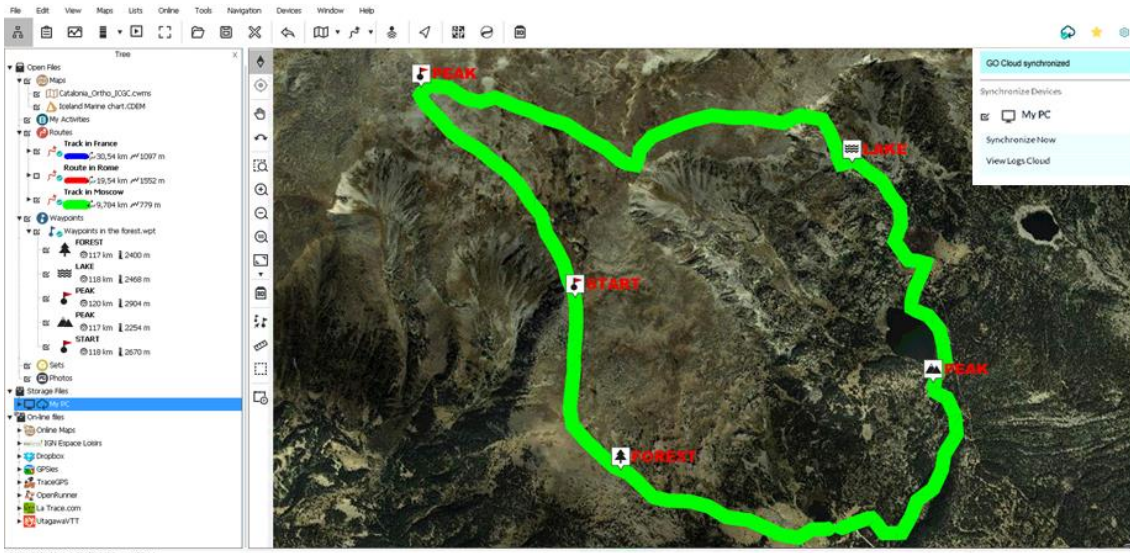 File Edit View Maps Lists Online Tools Navigation Devices Window Help
Tree X
Open Files
Maps
Catalonia_Ortho_ICGC.cwms
Iceland Marine chart.CDEM
My Activities
Routes
Track in France
30,54 km 1097 m
Route in Rome
19,54 km 1552 m
Track in Moscow
9,784 km 779 m
Waypoints
Waypoints in the forest.wpt
FOREST
117 km 2400 m
LAKE
118 km 2468 m
PEAK
120 km 2904 m
PEAK
117 km 2254 m
START
118 km 2670 m
Sets
Photos
Storage Files
My PC
On-line files
Online Maps
IGN Espace Loisirs
Dropbox
GPSies
TraceGPS
OpenRunner
La Trace.com
UtagawaVTT
3D
PEAK
LAKE
START
PEAK
FOREST
GO Cloud synchronized
Synchronize Devices
My PC
Synchronize Now
View Logs Cloud